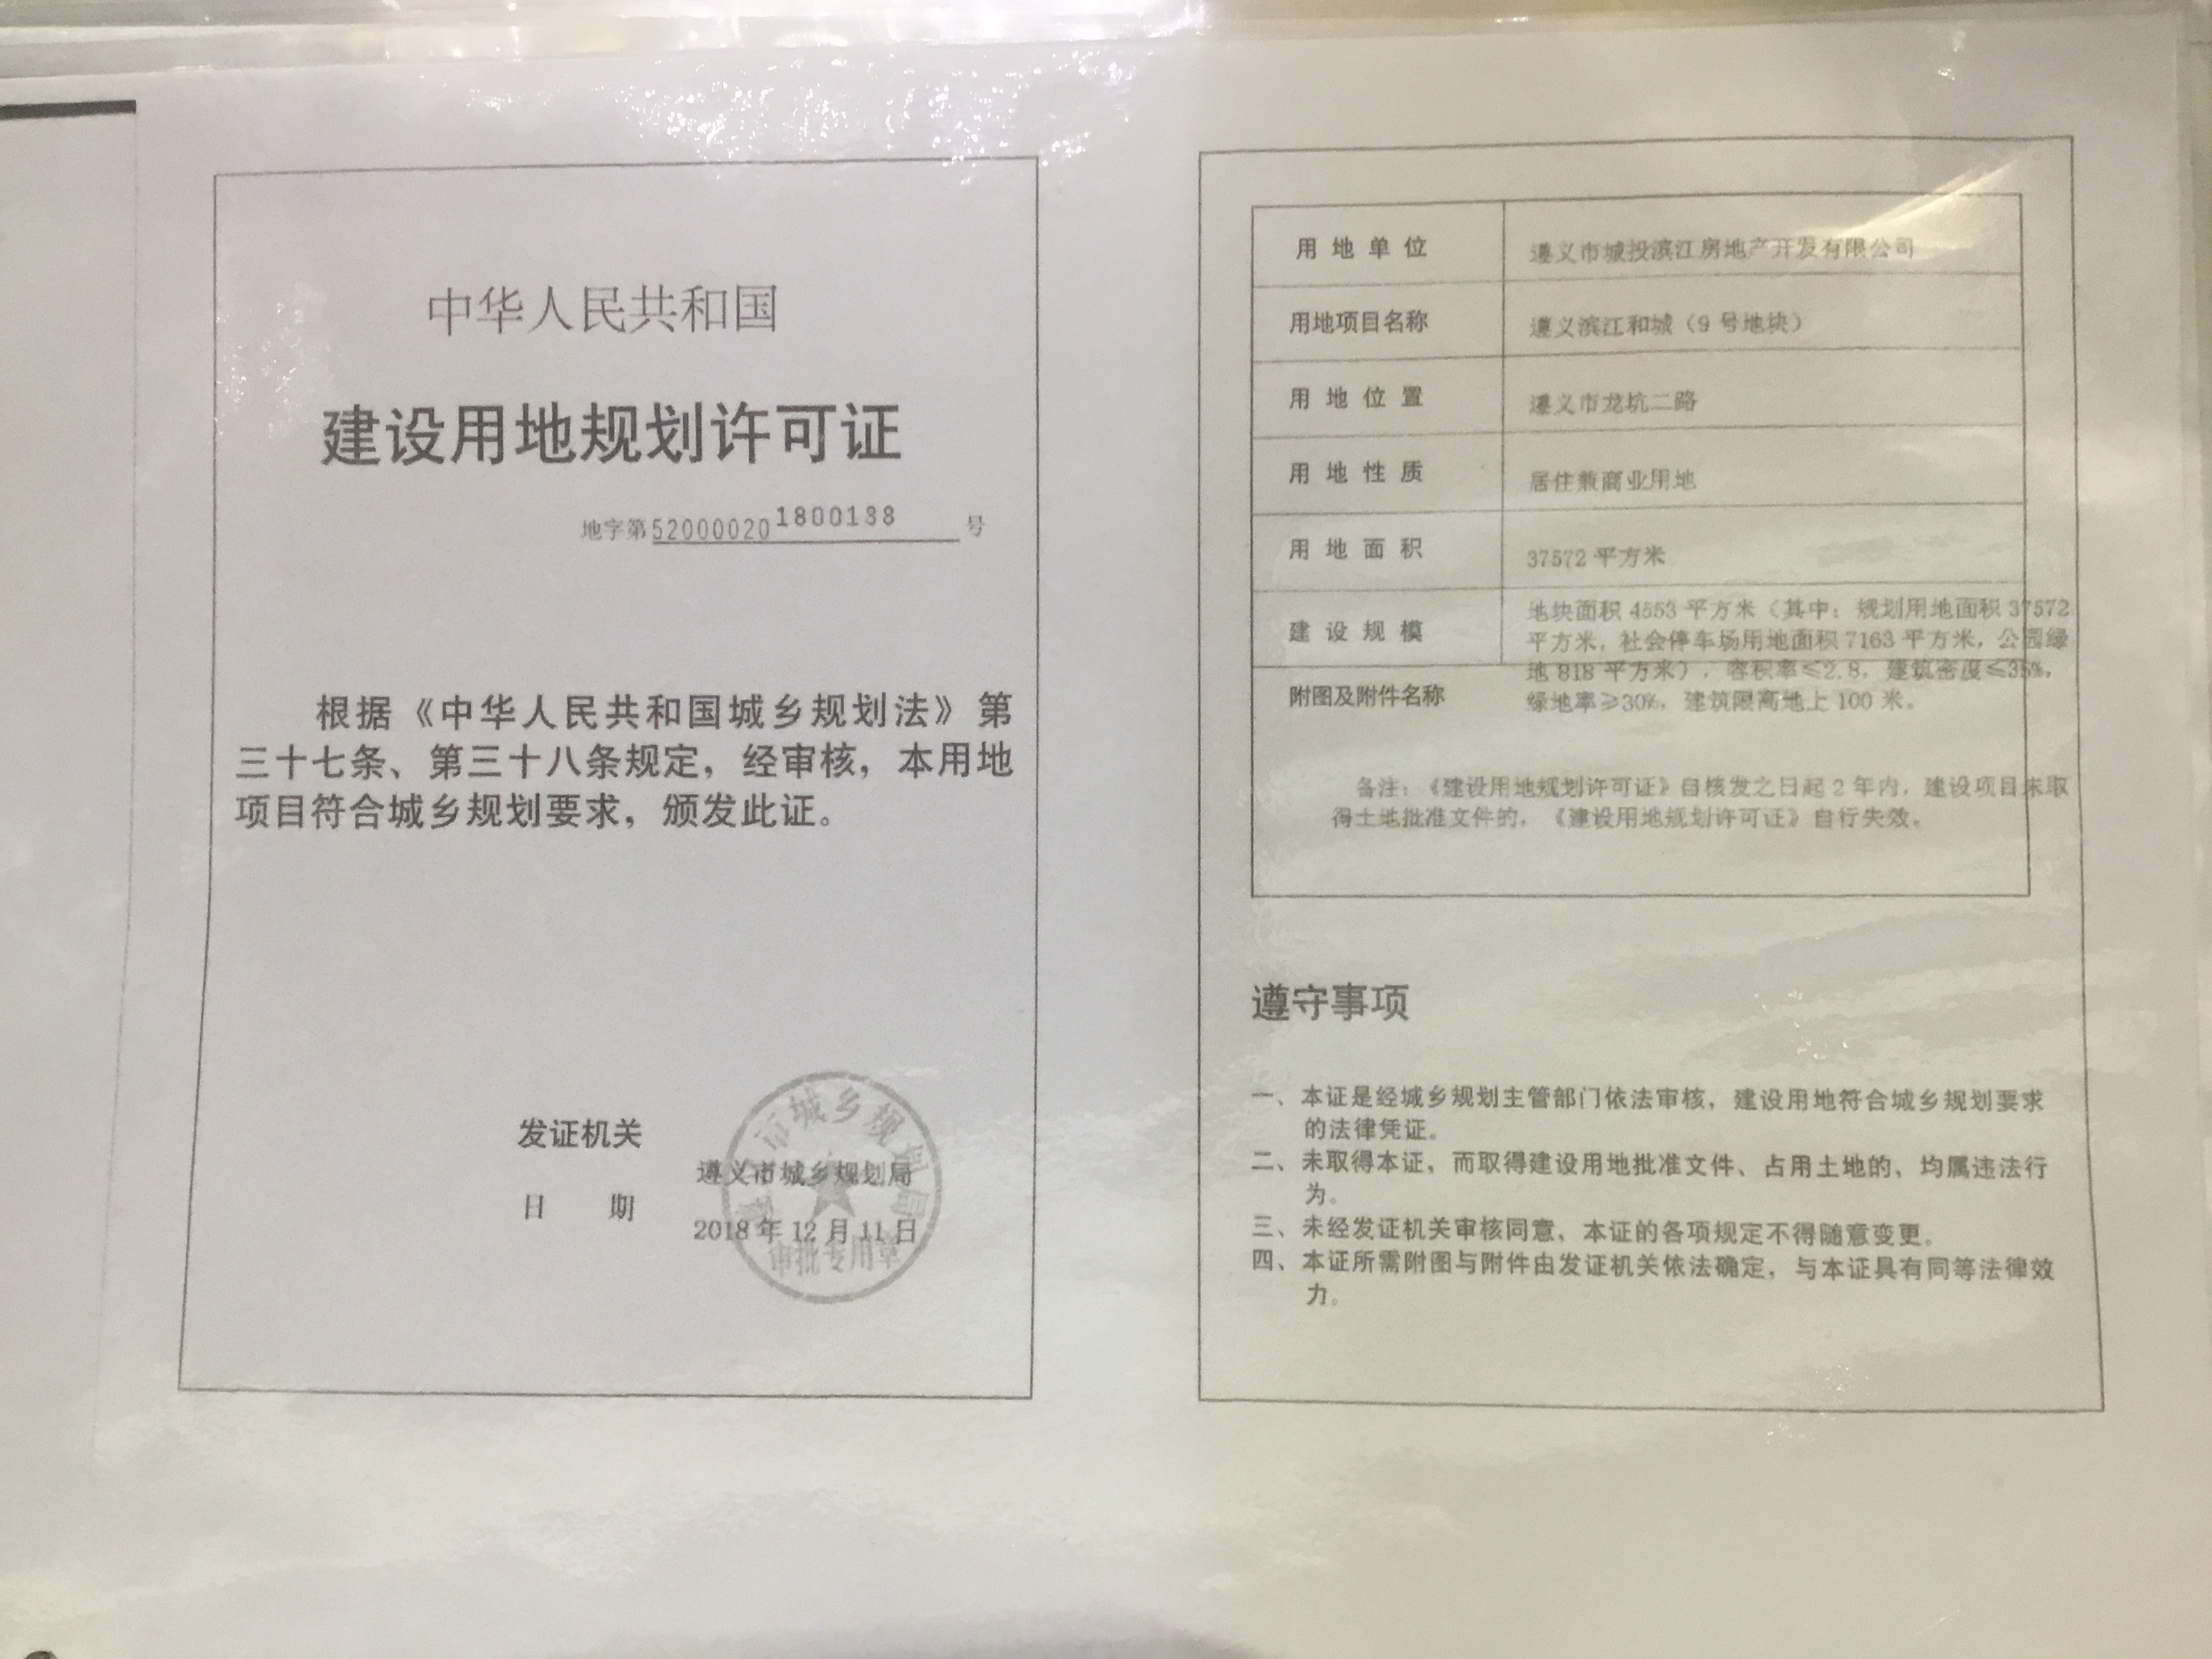 中华人民共和国
建设用地规划许可证
地字第520000201800188号
根据《中华人民共和国城乡规划法》第
三十七条、第三十八条规定，经审核，本用地
项目符合城乡规划要求，颁发此证。
发证机关
遵义市城乡规划局
日 期
2018年12月11日
市城乡规划局
审批专用章
用地单位 遵义市城投滨江房地产开发有限公司
用地项目名称 遵义滨江和城（9号地块）
用地位置 遵义市龙坑二路
用地性质 居住兼商业用地
用地面积 37572平方米
建设规模
地块面积4553平方米（其中：规划用地面积37572
平方米，社会停车场用地面积7163平方米，公园绿
地818平方米），容积率≤2.8，建筑密度≤35%，
绿地率≥30%，建筑限高地上100米。
附图及附件名称
备注：《建设用地规划许可证》自核发之日起2年内，建设项目未取
得土地批准文件的，《建设用地规划许可证》自行失效。
遵守事项
一、本证是经城乡规划主管部门依法审核，建设用地符合城乡规划要求
的法律凭证。
二、未取得本证，而取得建设用地批准文件、占用土地的，均属违法行
为。
三、未经发证机关审核同意，本证的各项规定不得随意变更。
四、本证所需附图与附件由发证机关依法确定，与本证具有同等法律效
力。